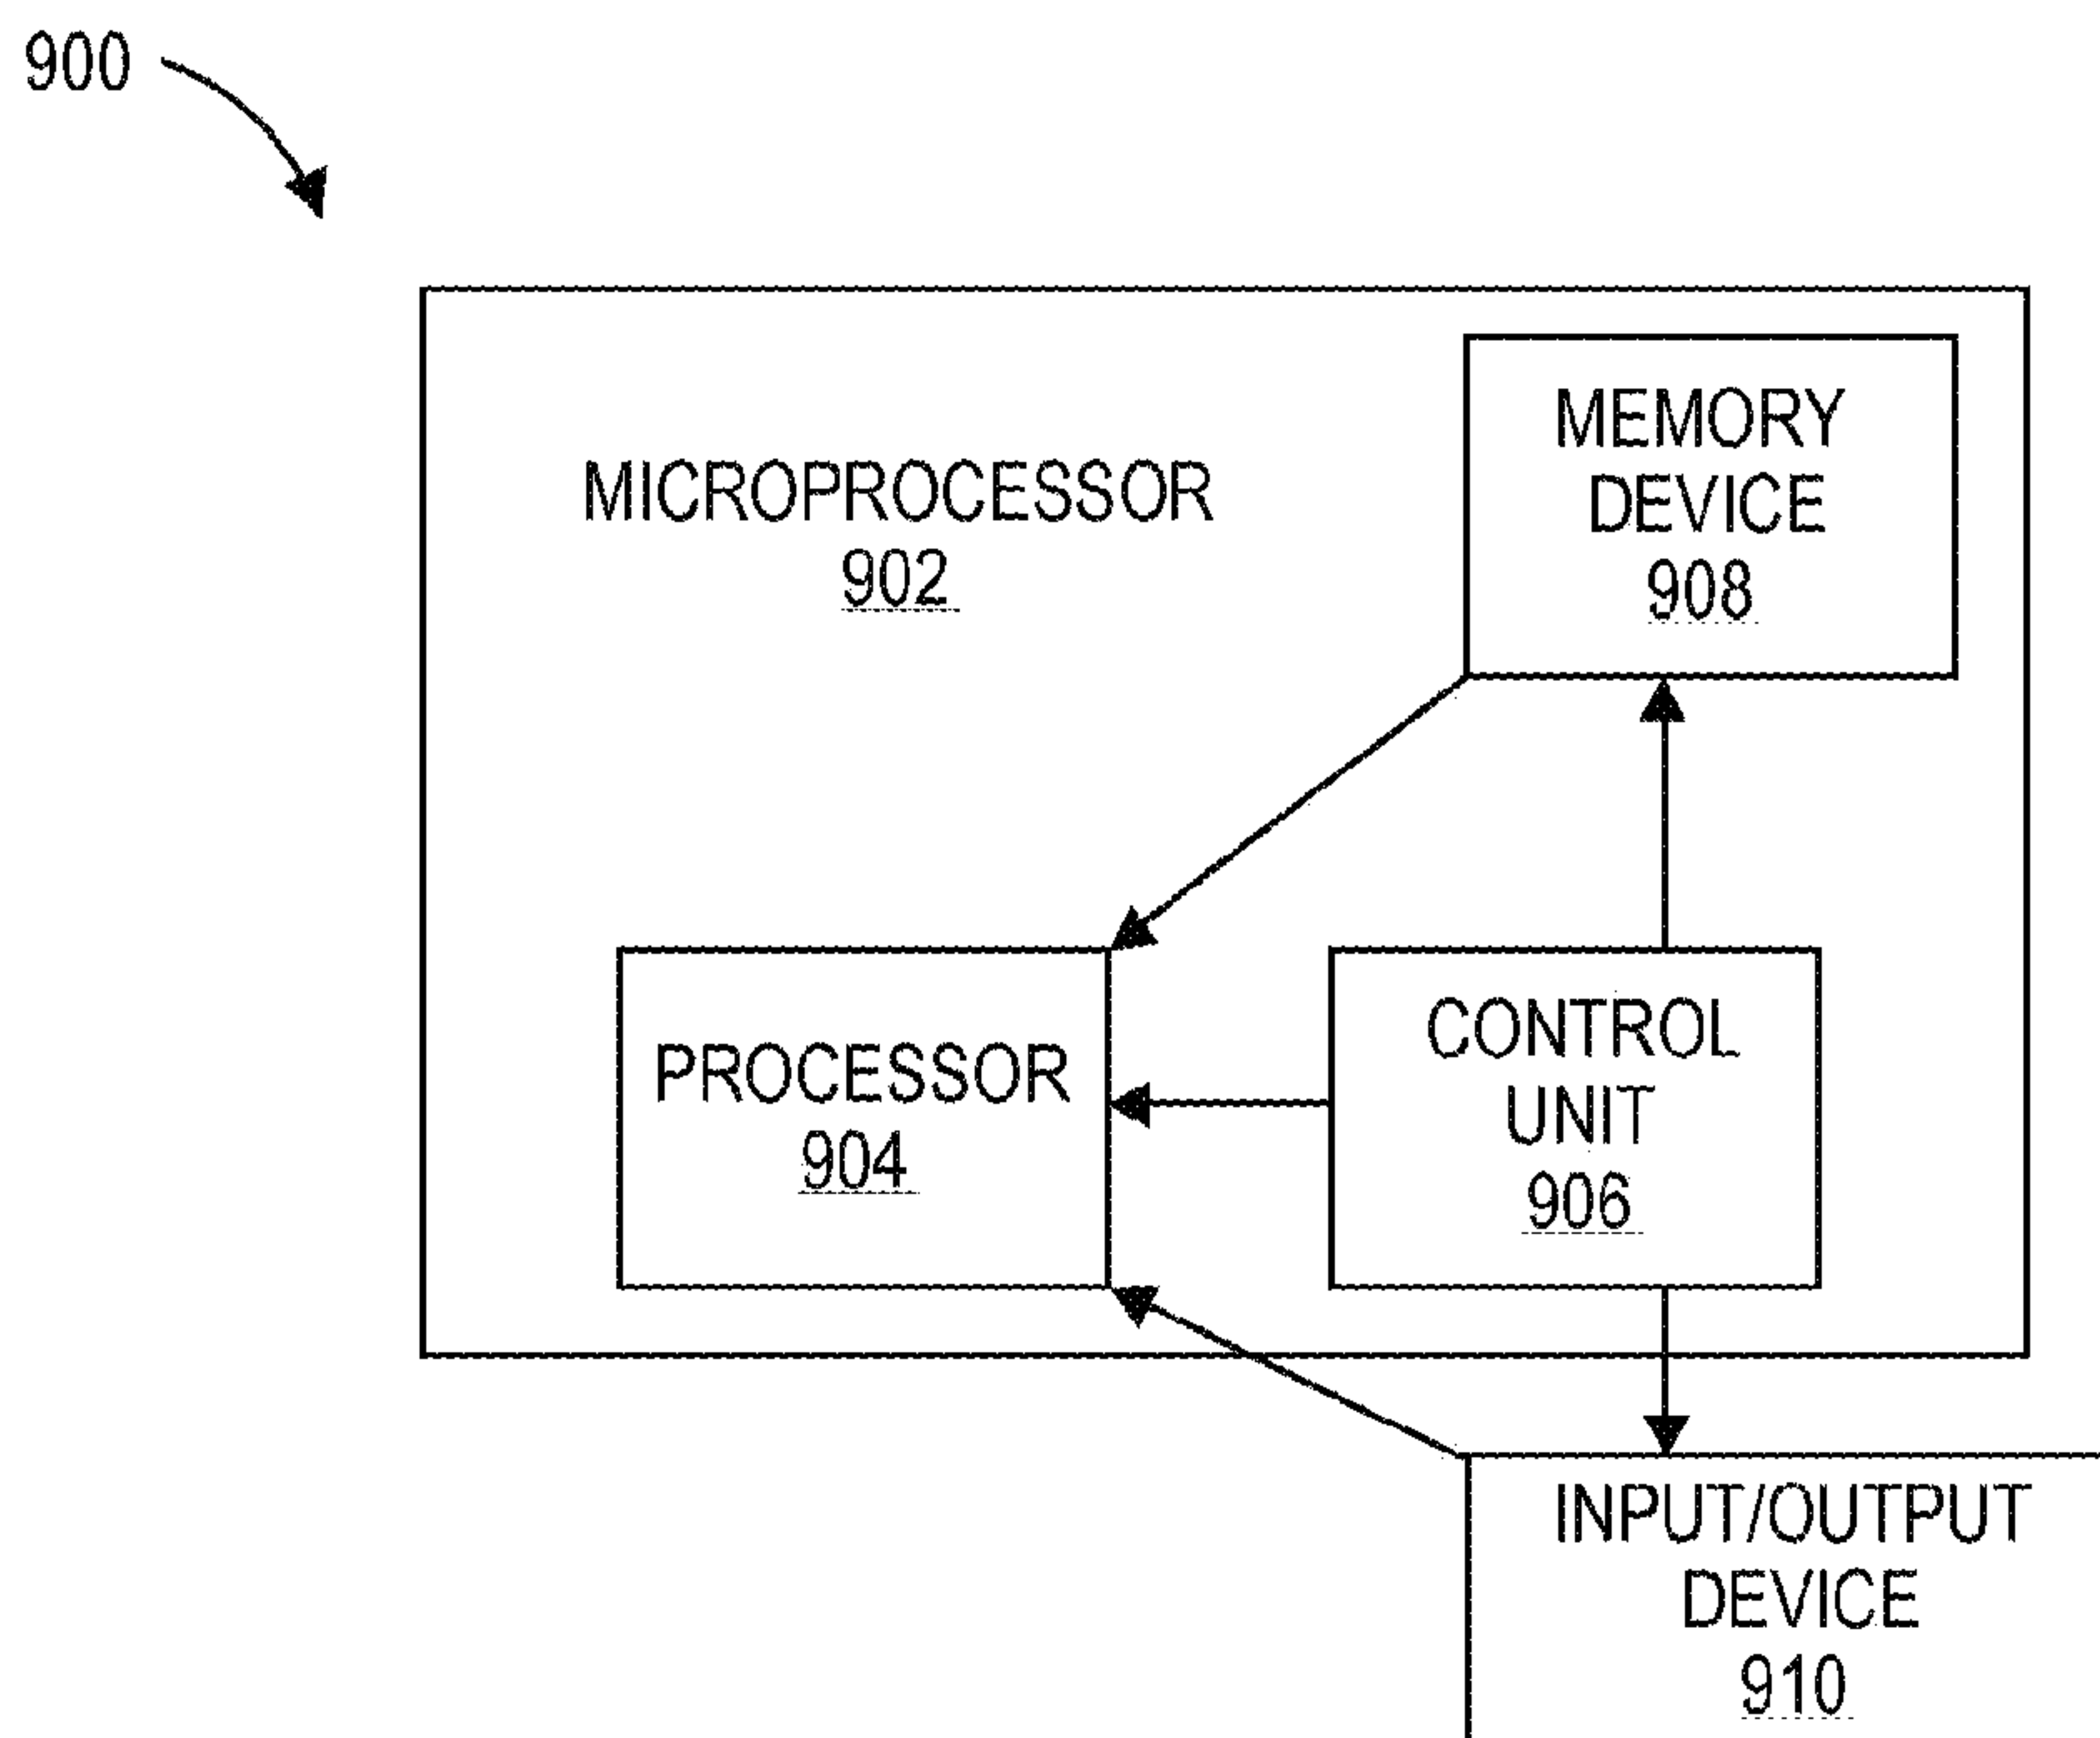 900
MICROPROCESSOR
902
MEMORY
DEVICE
908
PROCESSOR
904
CONTROL
UNIT
906
INPUT/OUTPUT
DEVICE
910